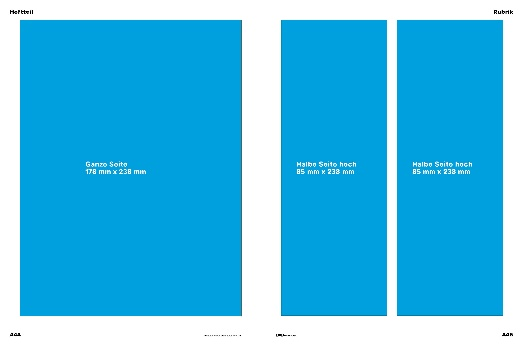 Heftteil
Rubrik
Ganze Seite
178 mm x 238 mm
Halbe Seite hoch
85 mm x 238 mm
Halbe Seite hoch
85 mm x 238 mm